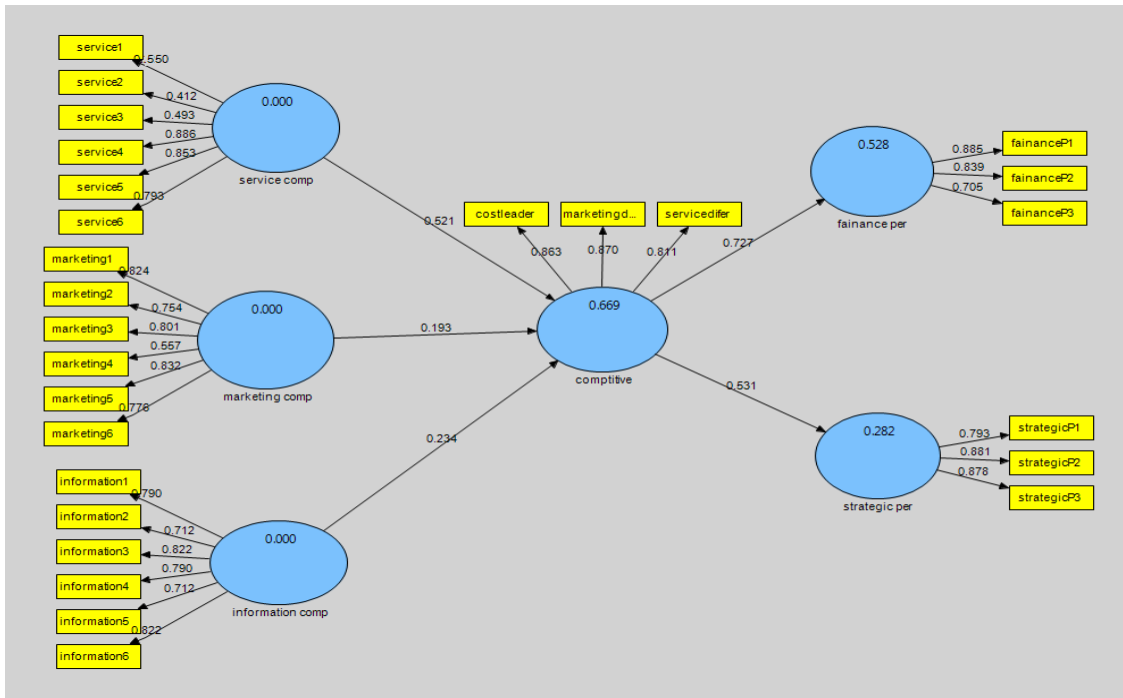 service1
0.550
service2
0.412
service3
0.493
service4
0.886
service5
0.853
service6
0.793
0.000
service comp
0.521
marketing1
0.824
marketing2
0.754
marketing3
0.801
marketing4
0.557
marketing5
0.832
marketing6
0.776
0.000
marketing comp
0.193
information1
0.790
information2
0.712
information3
0.822
information4
0.790
information5
0.712
information6
0.822
0.000
information comp
0.234
costleader
marketingd...
servicedifer
0.863
0.870
0.811
0.669
comptitive
0.727
0.531
0.528
fainance per
0.885
fainanceP1
0.839
fainanceP2
0.705
fainanceP3
0.282
strategic per
0.793
strategicP1
0.881
strategicP2
0.878
strategicP3